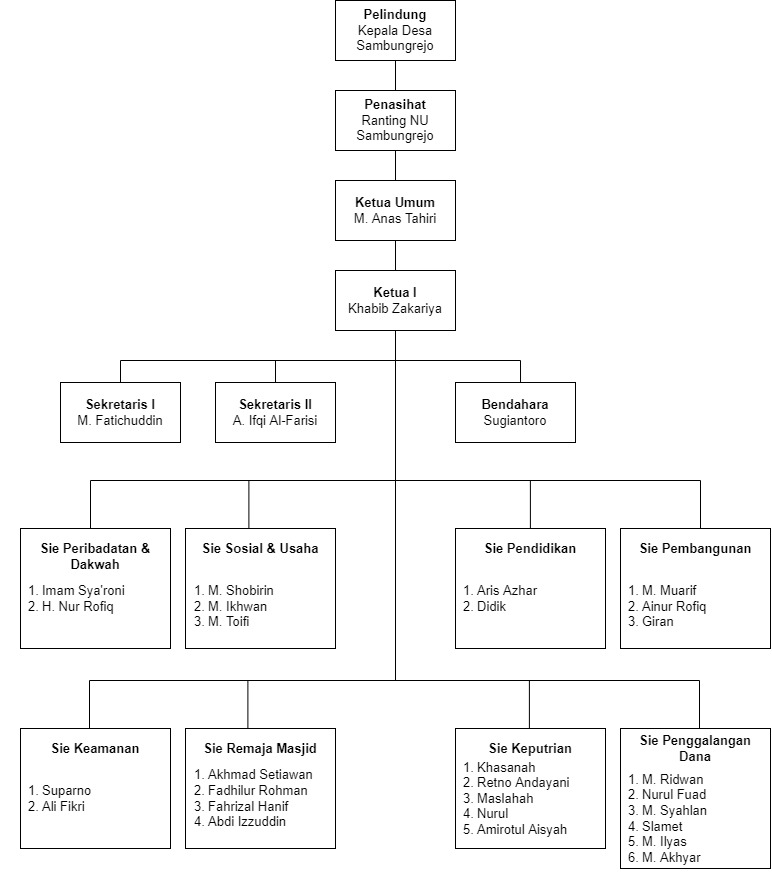 Pelindung
Kepala Desa
Sambungrejo
Penasihat
Ranting NU
Sambungrejo
Ketua Umum
M. Anas Tahiri
Ketua I
Khabib Zakariya
Sekretaris I
M. Fatichuddin
Sekretaris II
A. Ifqi Al-Farisi
Bendahara
Sugiantoro
Sie Peribadatan &
Dakwah
1. Imam Sya'roni
2. H. Nur Rofiq
Sie Sosial & Usaha
1. M. Shobirin
2. M. Ikhwan
3. M. Toifi
Sie Pendidikan
1. Aris Azhar
2. Didik
Sie Pembangunan
1. M. Muarif
2. Ainur Rofiq
3. Giran
Sie Keamanan
1. Suparno
2. Ali Fikri
Sie Remaja Masjid
1. Akhmad Setiawan
2. Fadhilur Rohman
3. Fahrizal Hanif
4. Abdi Izzuddin
Sie Keputrian
1. Khasanah
2. Retno Andayani
3. Maslahah
4. Nurul
5. Amirotul Aisyah
Sie Penggalangan
Dana
1. M. Ridwan
2. Nurul Fuad
3. M. Syahlan
4. Slamet
5. M. Ilyas
6. M. Akhyar